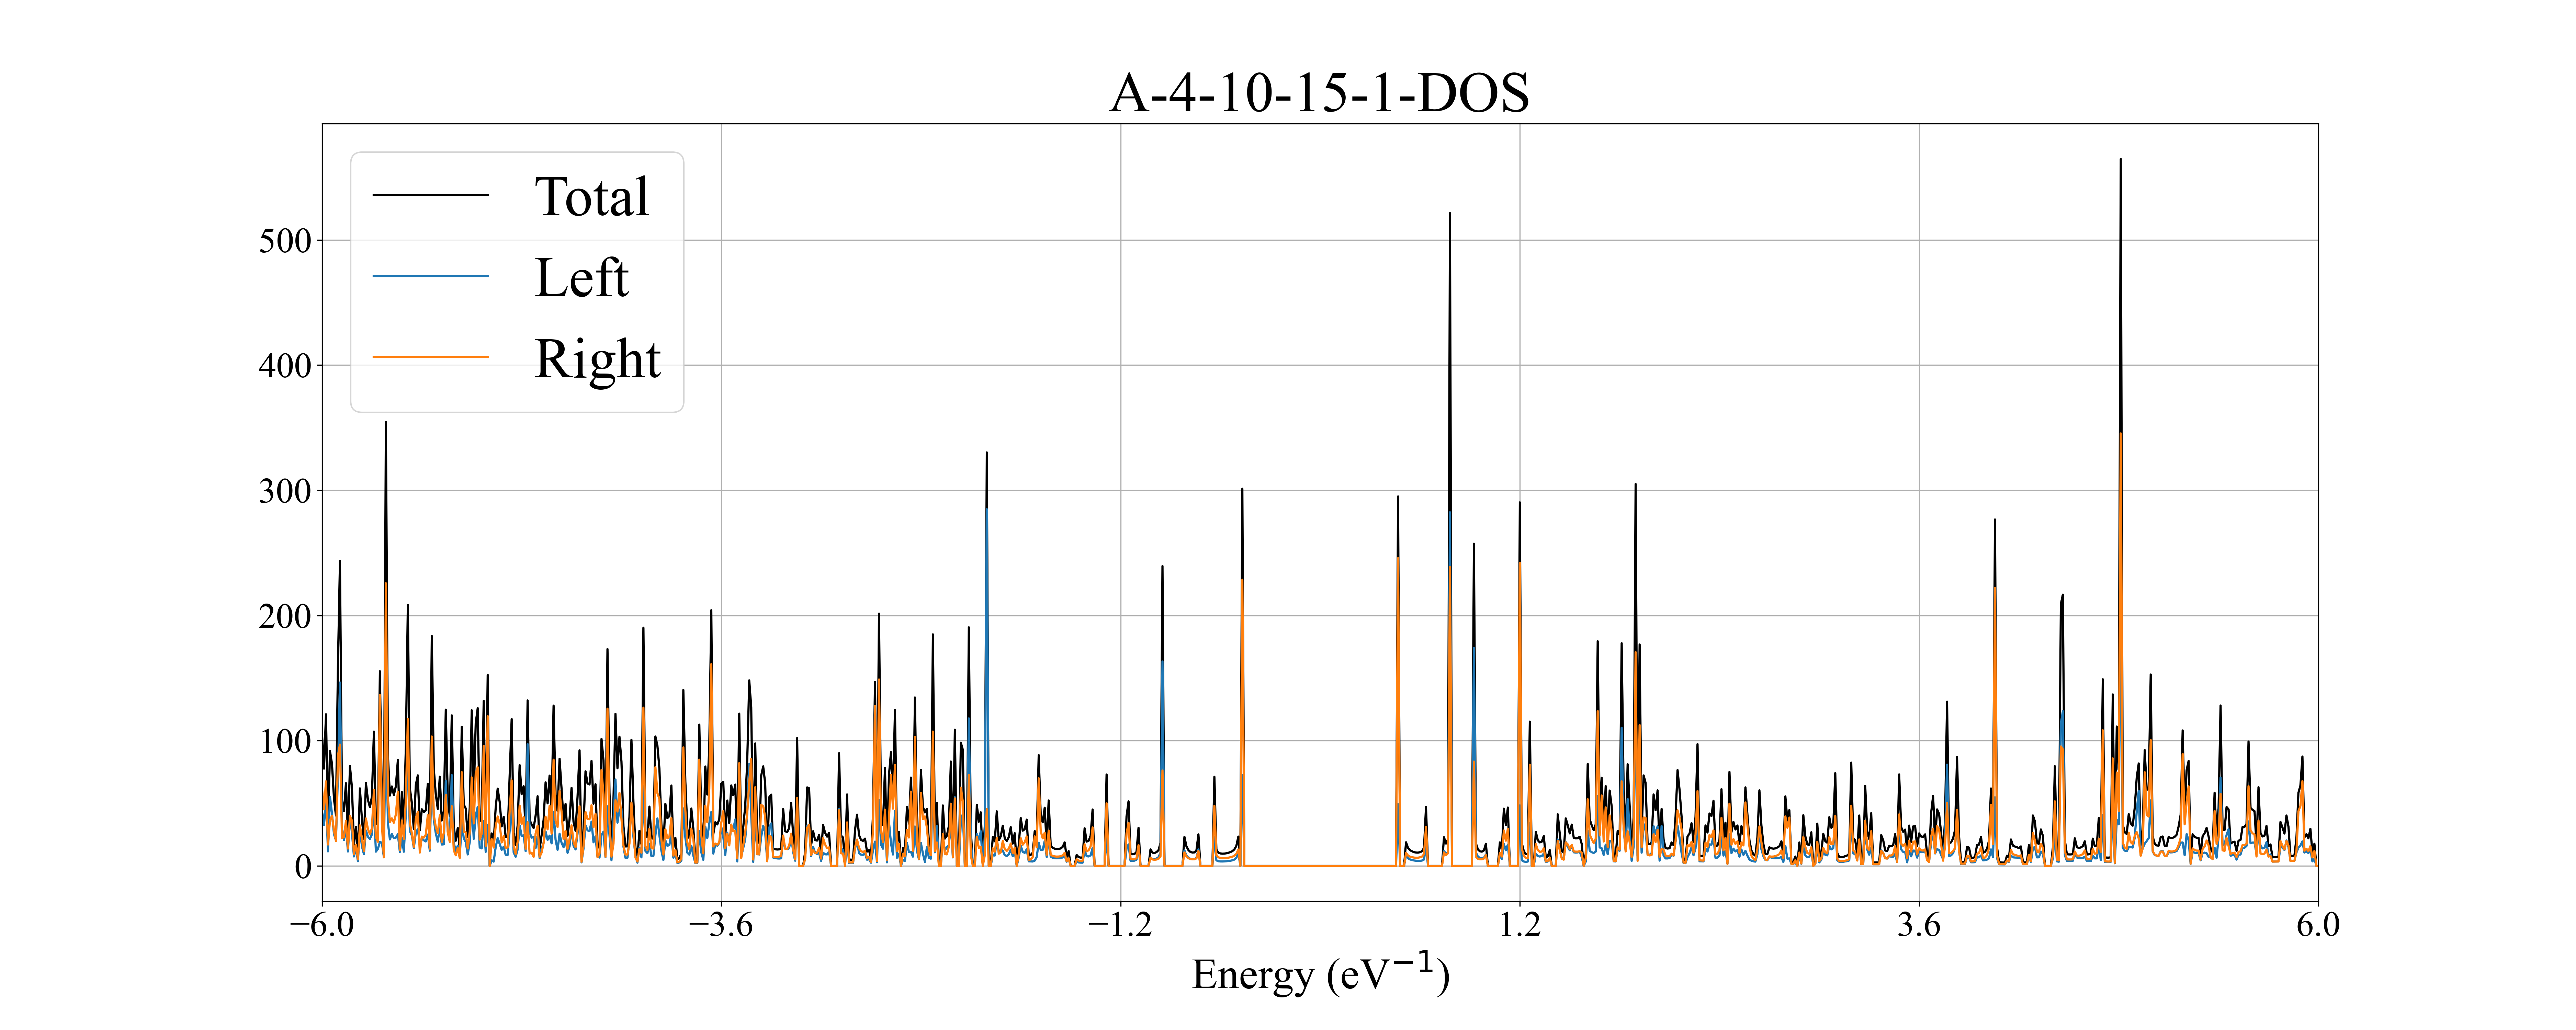 A-4-10-15-1-DOS
Total
Left
Right
500
400
300
200
100
0
−6.0 −3.6 −1.2 1.2 3.6 6.0
Energy (eV⁻¹)